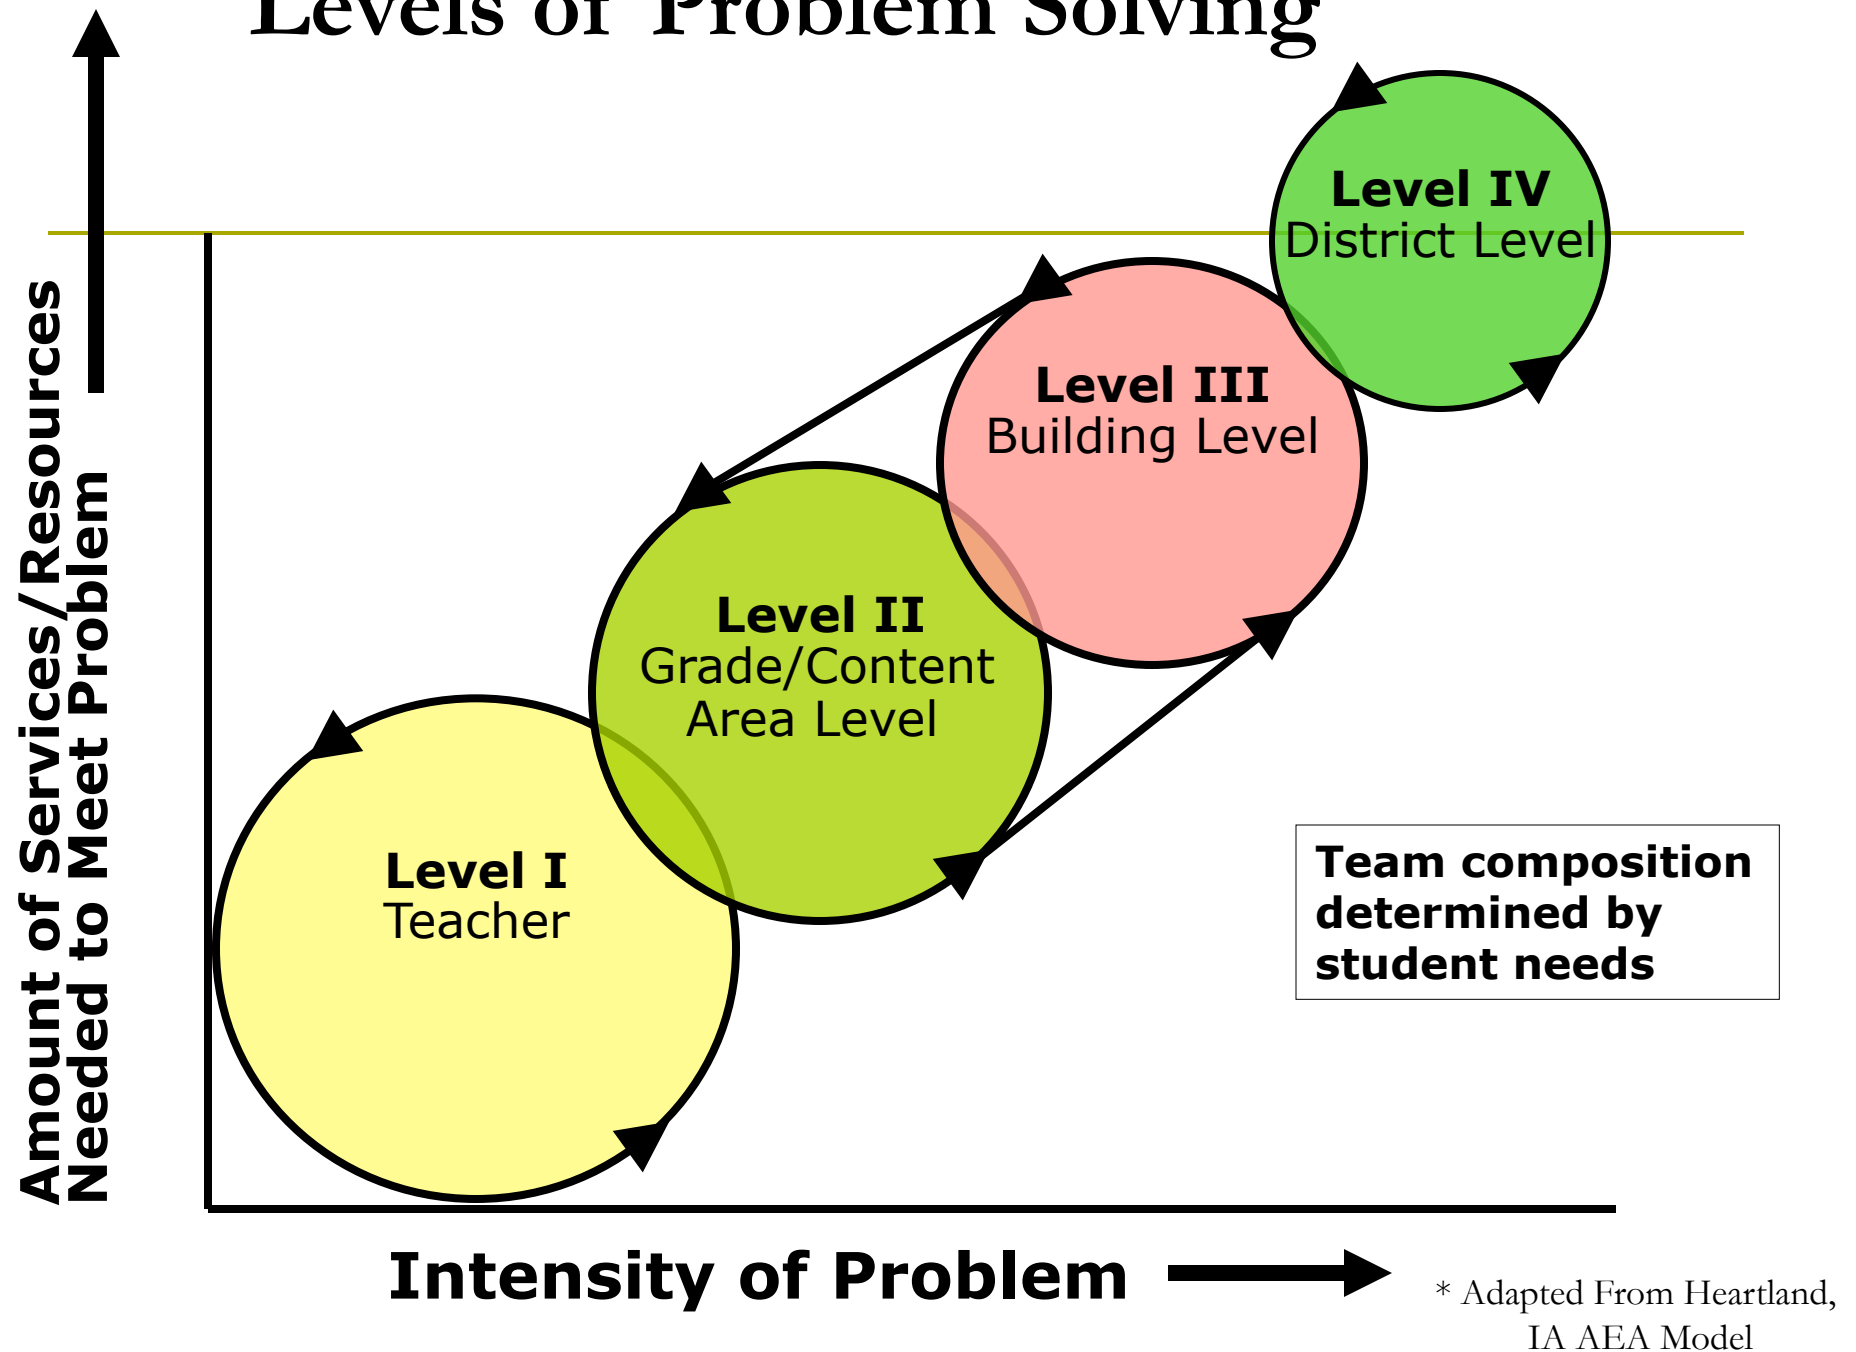 Levels of Problem Solving
Level IV
District Level
Level III
Building Level
Level II
Grade/Content
Area Level
Level I
Teacher
Team composition
determined by
student needs
Amount of Services/Resources
Needed to Meet Problem
Intensity of Problem
* Adapted From Heartland,
IA AEA Model